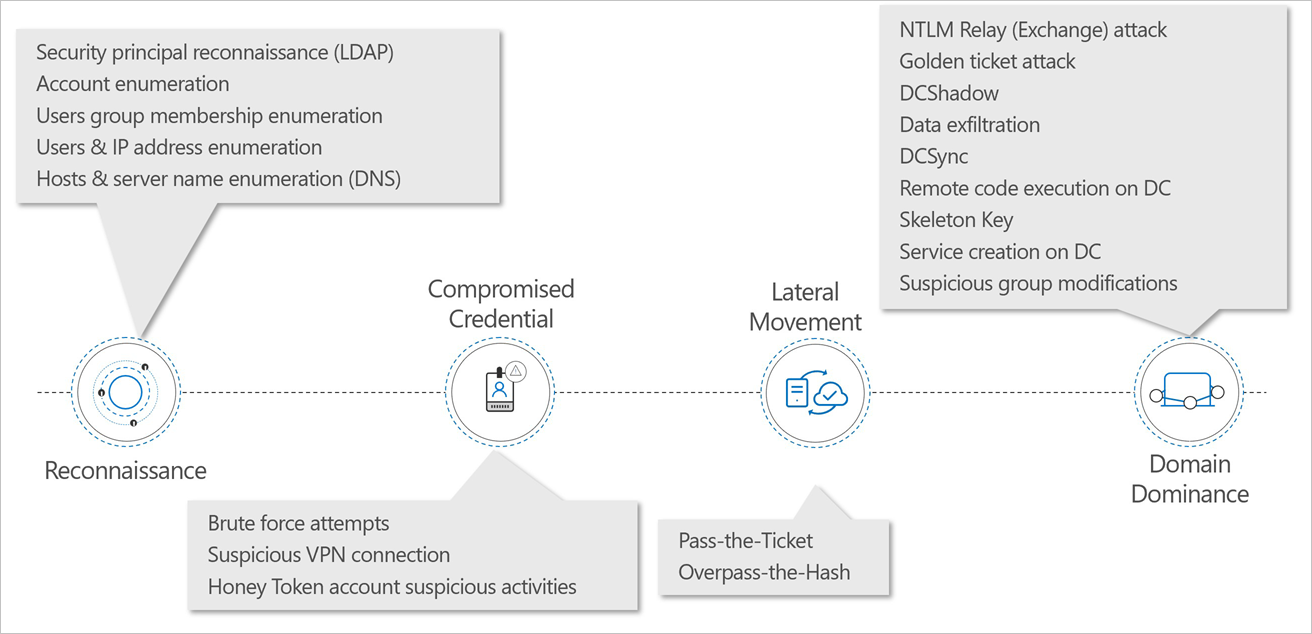 Security principal reconnaissance (LDAP)
Account enumeration
Users group membership enumeration
Users & IP address enumeration
Hosts & server name enumeration (DNS)
NTLM Relay (Exchange) attack
Golden ticket attack
DCShadow
Data exfiltration
DCSync
Remote code execution on DC
Skeleton Key
Service creation on DC
Suspicious group modifications
Reconnaissance
Compromised
Credential
Lateral
Movement
Domain
Dominance
Brute force attempts
Suspicious VPN connection
Honey Token account suspicious activities
Pass-the-Ticket
Overpass-the-Hash